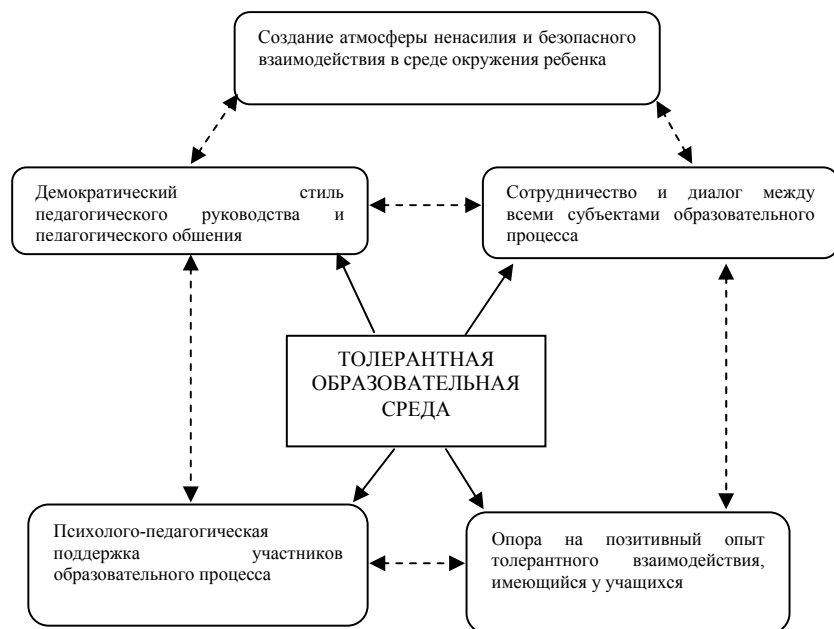 Создание атмосферы ненасилия и безопасного
взаимодействия в среде окружения ребенка
Демократический стиль
педагогического руководства и
педагогического общения
Сотрудничество и диалог между
всеми субъектами образовательного
процесса
ТОЛЕРАНТНАЯ
ОБРАЗОВАТЕЛЬНАЯ
СРЕДА
Психолого-педагогическая
поддержка участников
образовательного процесса
Опора на позитивный опыт
толерантного взаимодействия,
имеющийся у учащихся